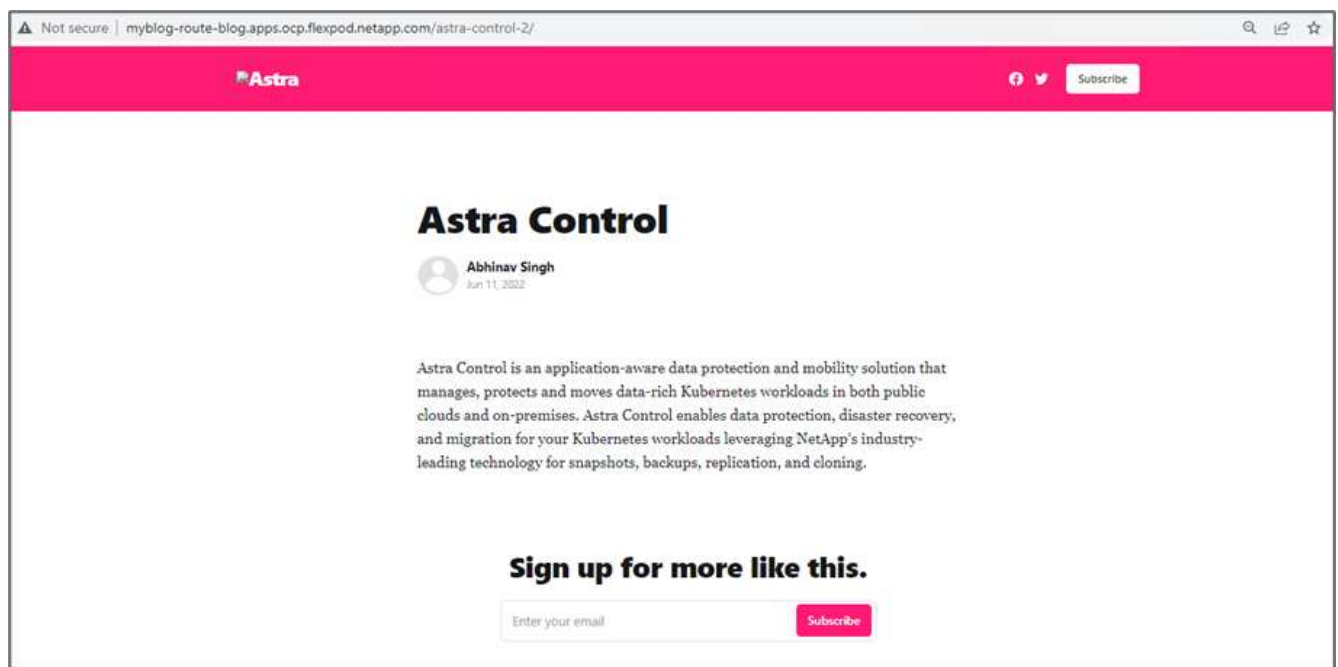 Not secure | myblog-route-blog.apps.ocp.flexpod.netapp.com/astra-control-2/
Astra
Subscribe
Astra Control
Abhinav Singh
Jun 11, 2022
Astra Control is an application-aware data protection and mobility solution that
manages, protects and moves data-rich Kubernetes workloads in both public
clouds and on-premises. Astra Control enables data protection, disaster recovery,
and migration for your Kubernetes workloads leveraging NetApp's industry-
leading technology for snapshots, backups, replication, and cloning.
Sign up for more like this.
Enter your email
Subscribe